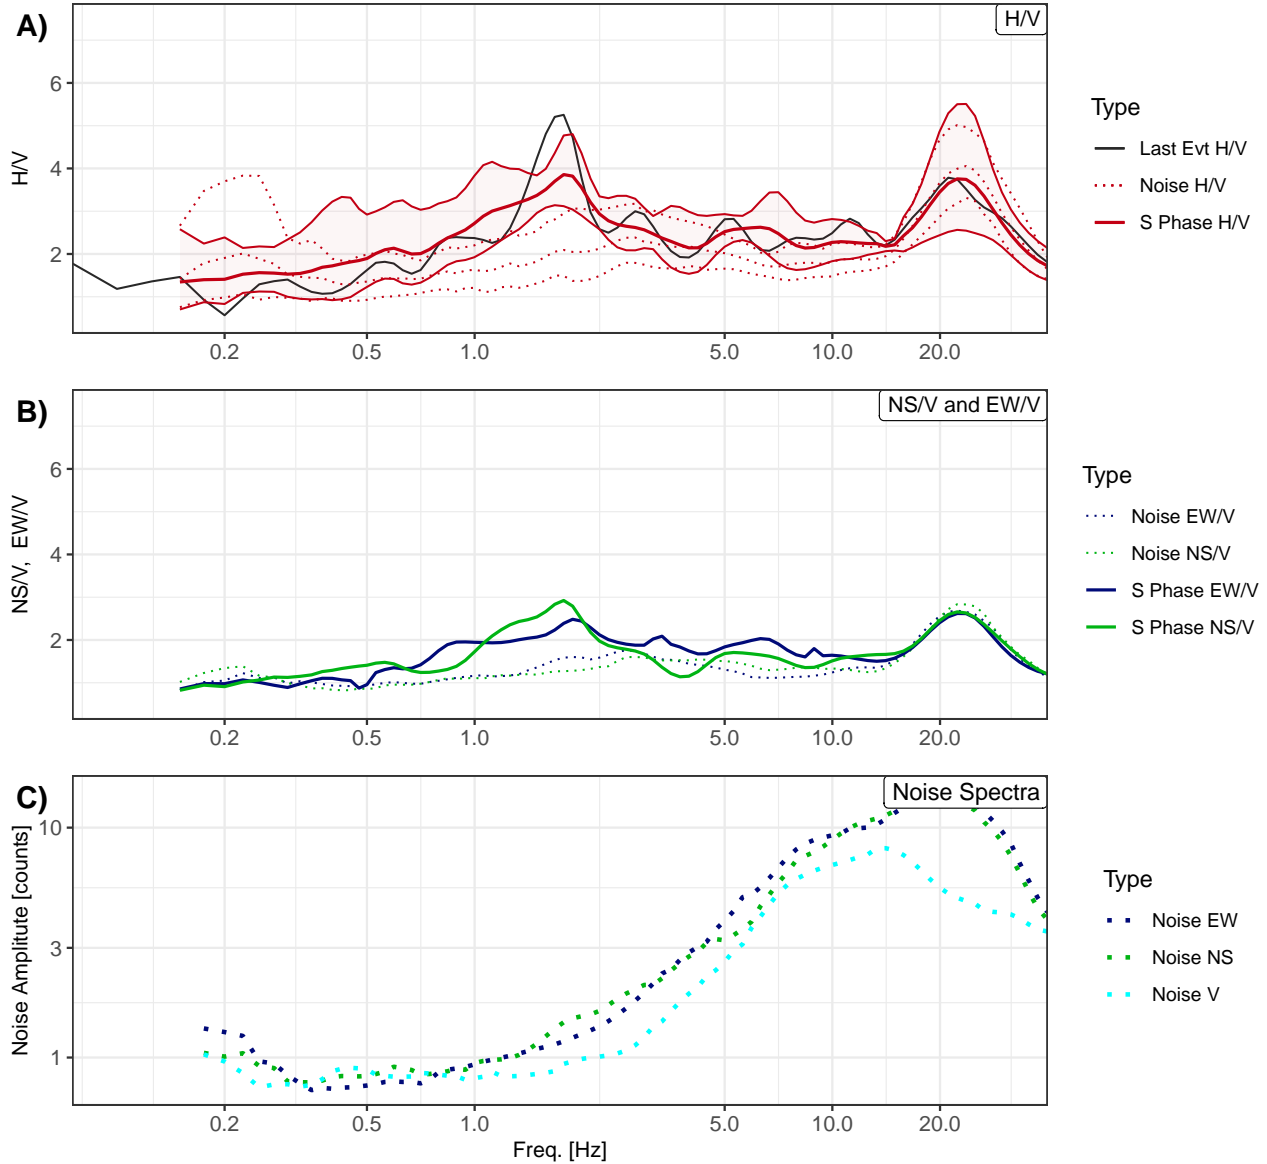 A)
H/V
H/V
6
4
2
0.2 0.5 1.0 5.0 10.0 20.0
Type
Last Evt H/V
Noise H/V
S Phase H/V
B)
NS/V and EW/V
NS/V, EW/V
6
4
2
0.2 0.5 1.0 5.0 10.0 20.0
Type
Noise EW/V
Noise NS/V
S Phase EW/V
S Phase NS/V
C)
Noise Spectra
Noise Amplitude [counts]
10
3
1
0.2 0.5 1.0 5.0 10.0 20.0
Freq. [Hz]
Type
Noise EW
Noise NS
Noise V